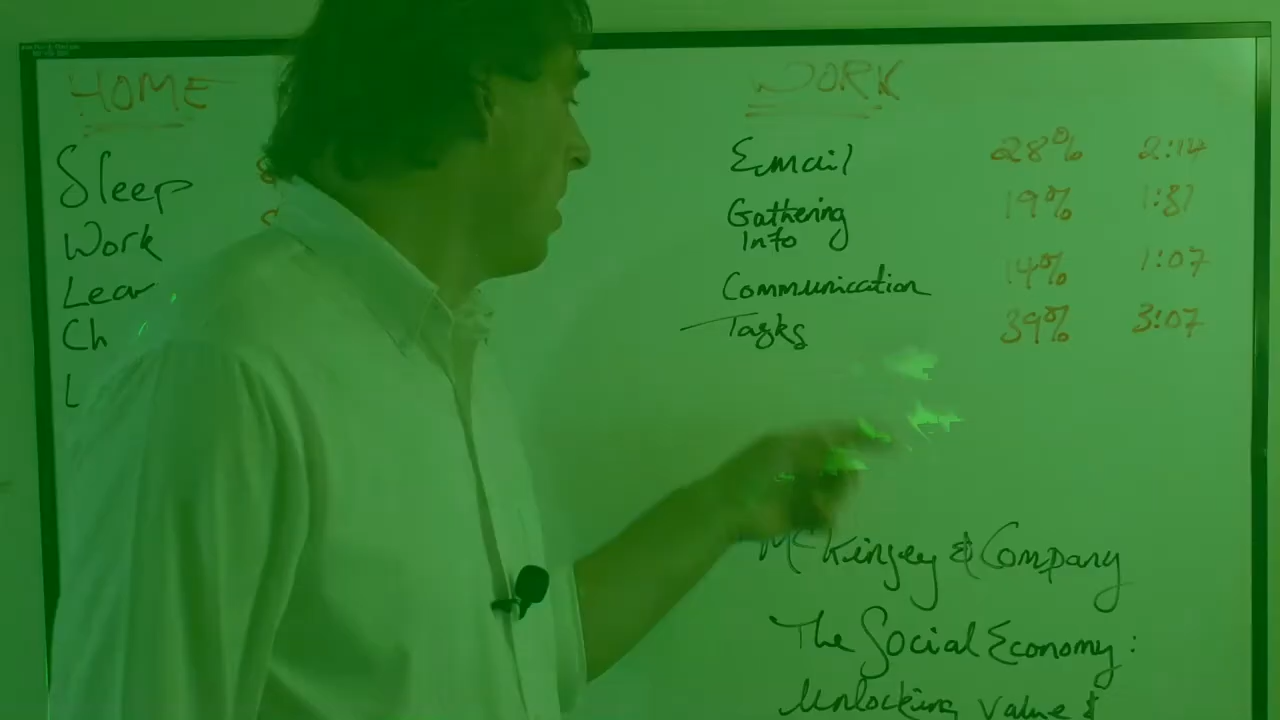 HOME
Sleep
Work
Lear
Ch
L
WORK
Email 28% 2:14
Gathering 19% 1:31
Info
Communication 14% 1:07
Tasks 39% 3:07
McKinsey & Company
The Social Economy:
Unlocking Value &